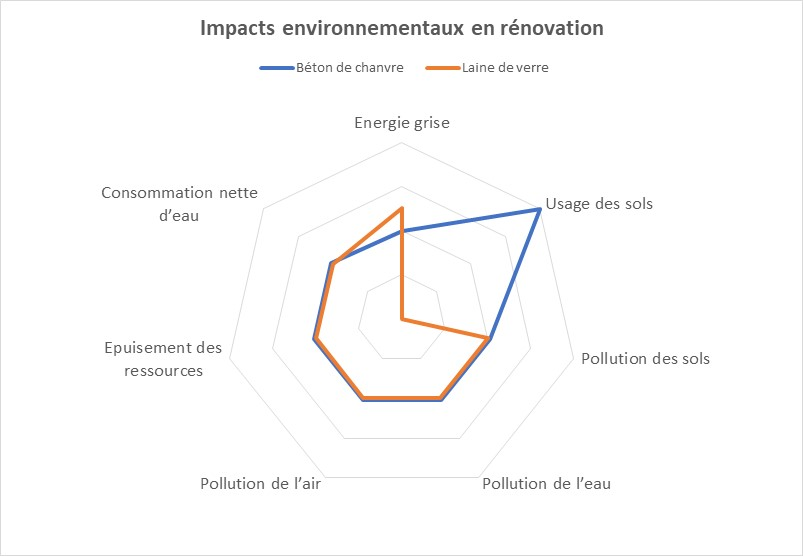 Impacts environnementaux en rénovation
Béton de chanvre
Laine de verre
Energie grise
Consommation nette
d’eau
Usage des sols
Epuisement des
ressources
Pollution des sols
Pollution de l’air
Pollution de l’eau